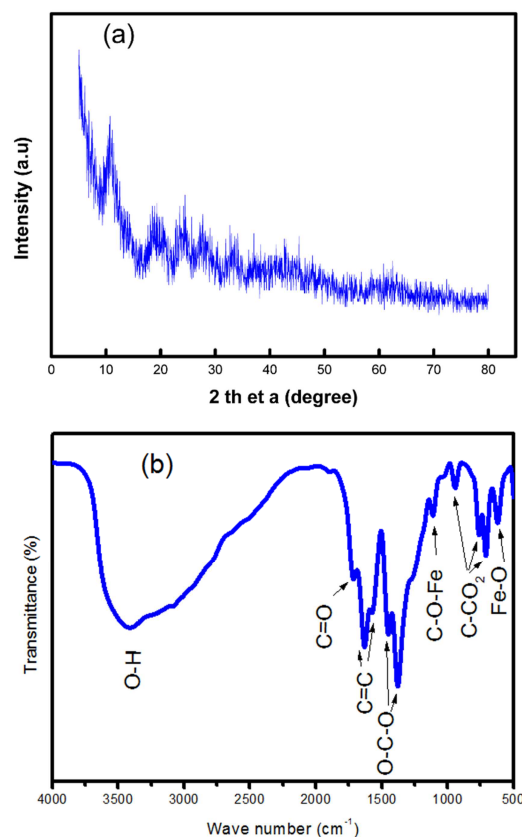 (a)
Intensity (a.u)
0 10 20 30 40 50 60 70 80 90
2 th et a (degree)
(b)
Transmittance (%)
O-H
C=O
C=C
O-C-O
C-O-Fe
C-CO2
Fe-O
4000 3500 3000 2500 2000 1500 1000 500
Wave number (cm-1)